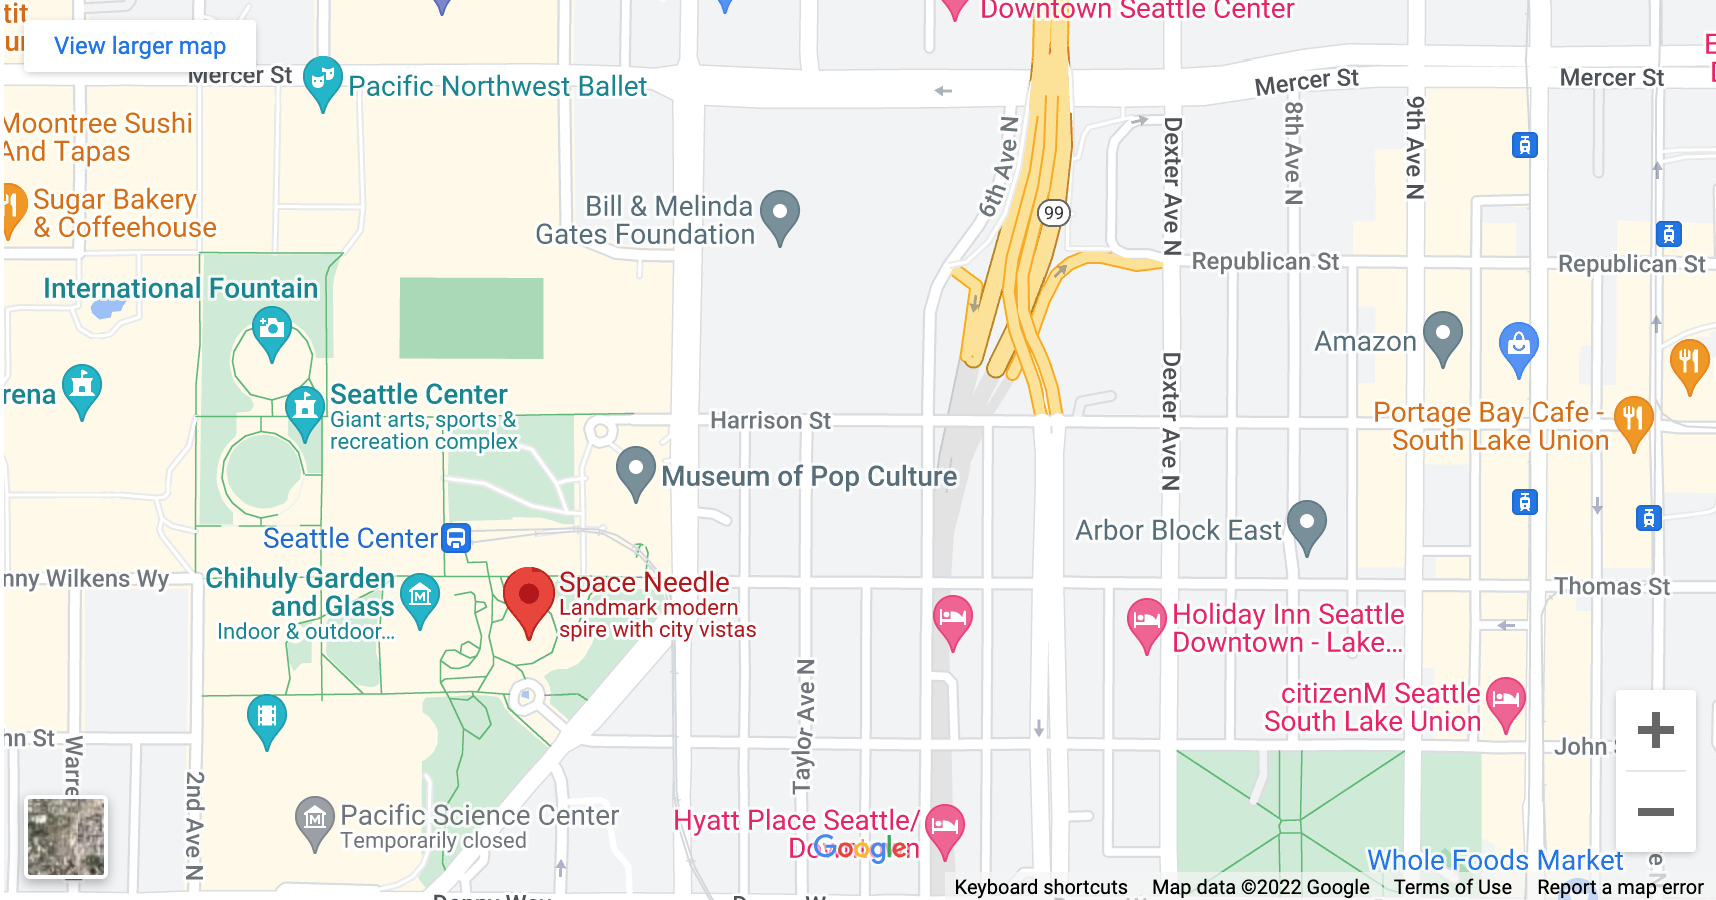 tit
ur
View larger map
Downtown Seattle Center
E
Mercer St
Pacific Northwest Ballet
Mercer St
Mercer St
Moontree Sushi
And Tapas
6th Ave N
Dexter Ave N
8th Ave N
9th Ave N
Sugar Bakery
& Coffeehouse
Bill & Melinda
Gates Foundation
99
Republican St
Republican St
International Fountain
Amazon
rena
Seattle Center
Giant arts, sports &
recreation complex
Harrison St
Dexter Ave N
Portage Bay Cafe -
South Lake Union
Museum of Pop Culture
Seattle Center
Arbor Block East
nny Wilkens Wy
Chihuly Garden
and Glass
Indoor & outdoor...
Space Needle
Landmark modern
spire with city vistas
Thomas St
Holiday Inn Seattle
Downtown - Lake...
citizenM Seattle
South Lake Union
Taylor Ave N
hn St
Warre
2nd Ave N
John
Pacific Science Center
Temporarily closed
Hyatt Place Seattle/
Google
Whole Foods Market
Keyboard shortcuts
Map data ©2022 Google
Terms of Use
Report a map error